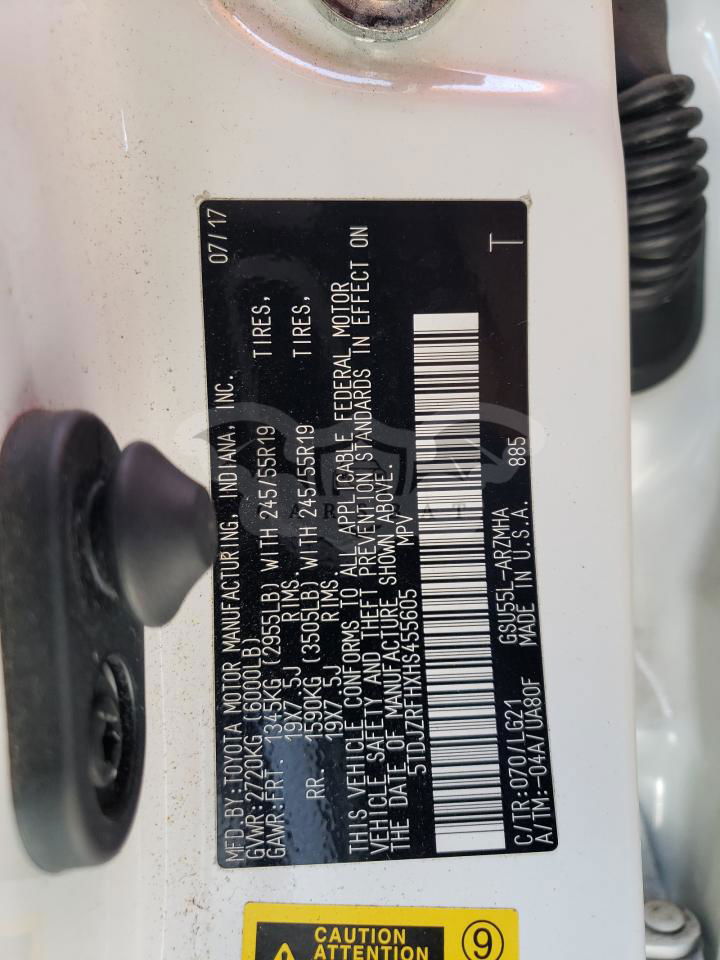 MFD.BY:TOYOTA MOTOR MANUFACTURING, INDIANA, INC. 07/17
GVWR:2720KG (6000LB)
GAWR:FRT. 1345KG (2955LB) WITH 245/55R19 TIRES,
19X7.5J RIMS.
RR. 1590KG (3505LB) WITH 245/55R19 TIRES,
19X7.5J RIMS.
THIS VEHICLE CONFORMS TO ALL APPLICABLE FEDERAL MOTOR
VEHICLE SAFETY AND THEFT PREVENTION STANDARDS IN EFFECT ON
THE DATE OF MANUFACTURE SHOWN ABOVE.
5TDJZRFHXHS455605 MPV
T
C/TR:070/LG21 GSU55L-ARZMHA 885
A/TM:-04A/UA80F MADE IN U.S.A.
CAUTION
ATTENTION
9